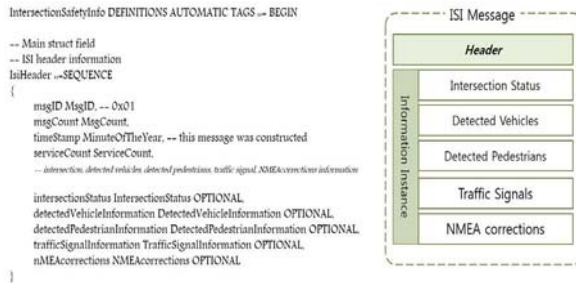 IntersectionSafetyInfo DEFINITIONS AUTOMATIC TAGS ::= BEGIN
-- Main struct field
-- ISI header information
IsiHeader ::=SEQUENCE
{
msgID MsgID, -- 0x01
msgCount MsgCount,
timeStamp MinuteOfTheYear, -- this message was constructed
serviceCount ServiceCount,
-- intersection, detected vehicles, detected pedestrians, traffic signal, NMEAcorrections information
intersectionStatus IntersectionStatus OPTIONAL,
detectedVehicleInformation DetectedVehicleInformation OPTIONAL,
detectedPedestrianInformation DetectedPedestrianInformation OPTIONAL,
trafficSignalInformation TrafficSignalInformation OPTIONAL,
nMEAcorrections NMEAcorrections OPTIONAL
}
ISI Message
Header
Information Instance
Intersection Status
Detected Vehicles
Detected Pedestrians
Traffic Signals
NMEA corrections